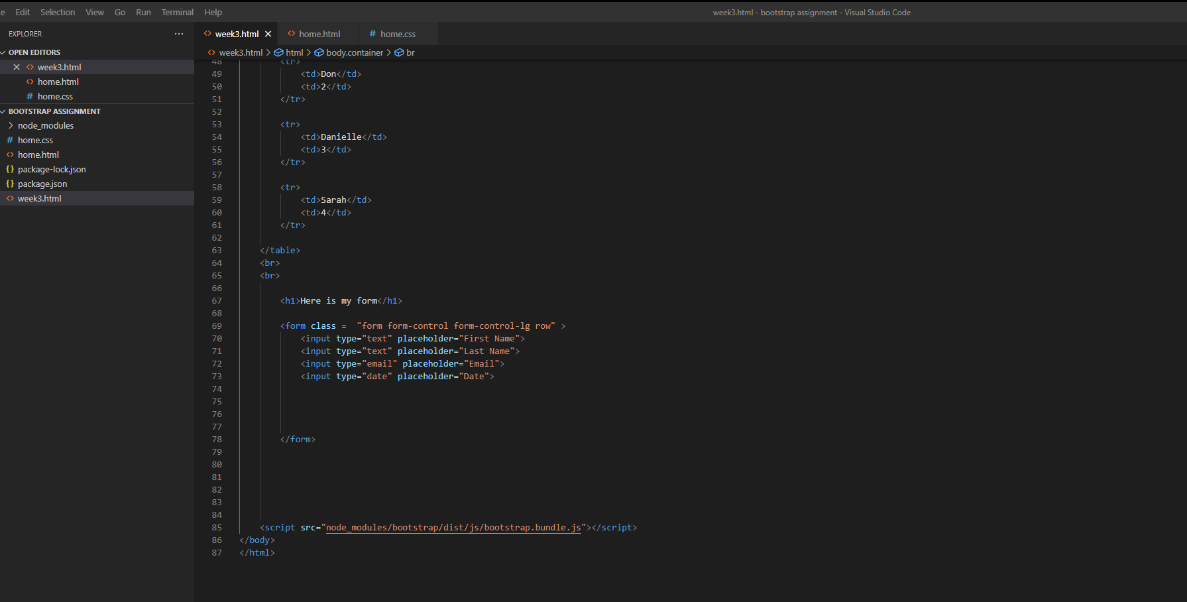 e Edit Selection View Go Run Terminal Help week3.html - bootstrap assignment - Visual Studio Code
EXPLORER ...
week3.html home.html home.css
week3.html > html > body.container > br
OPEN EDITORS
week3.html
home.html
home.css
BOOTSTRAP ASSIGNMENT
node_modules
home.css
home.html
package-lock.json
package.json
week3.html
48 <tr>
49 <td>Don</td>
50 <td>2</td>
51 </tr>
52
53 <tr>
54 <td>Danielle</td>
55 <td>3</td>
56 </tr>
57
58 <tr>
59 <td>Sarah</td>
60 <td>4</td>
61 </tr>
62
63 </table>
64 <br>
65 <br>
66
67 <h1>Here is my form</h1>
68
69 <form class = "form form-control form-control-lg row" >
70 <input type="text" placeholder="First Name">
71 <input type="text" placeholder="Last Name">
72 <input type="email" placeholder="Email">
73 <input type="date" placeholder="Date">
74
75
76
77
78 </form>
79
80
81
82
83
84
85 <script src="node_modules/bootstrap/dist/js/bootstrap.bundle.js"></script>
86 </body>
87 </html>